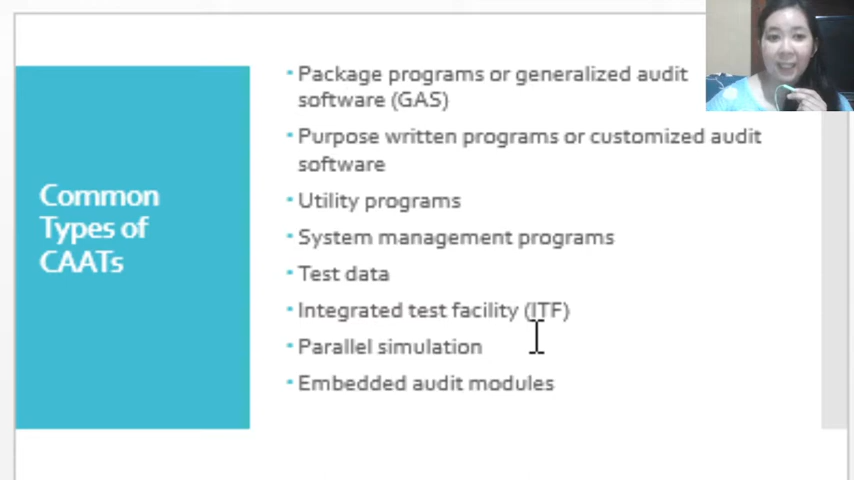 Common
Types of
CAATs
• Package programs or generalized audit
software (GAS)
• Purpose written programs or customized audit
software
• Utility programs
• System management programs
• Test data
• Integrated test facility (ITF)
• Parallel simulation
• Embedded audit modules